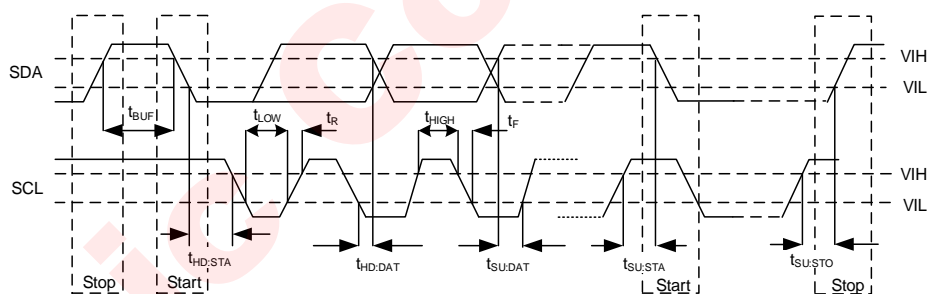 SDA
VIH
VIL
tBUF
tLOW
tR
tHIGH
tF
SCL
VIH
VIL
tHD:STA
tHD:DAT
tSU:DAT
tSU:STA
tSU:STO
Stop
Start
Start
Stop